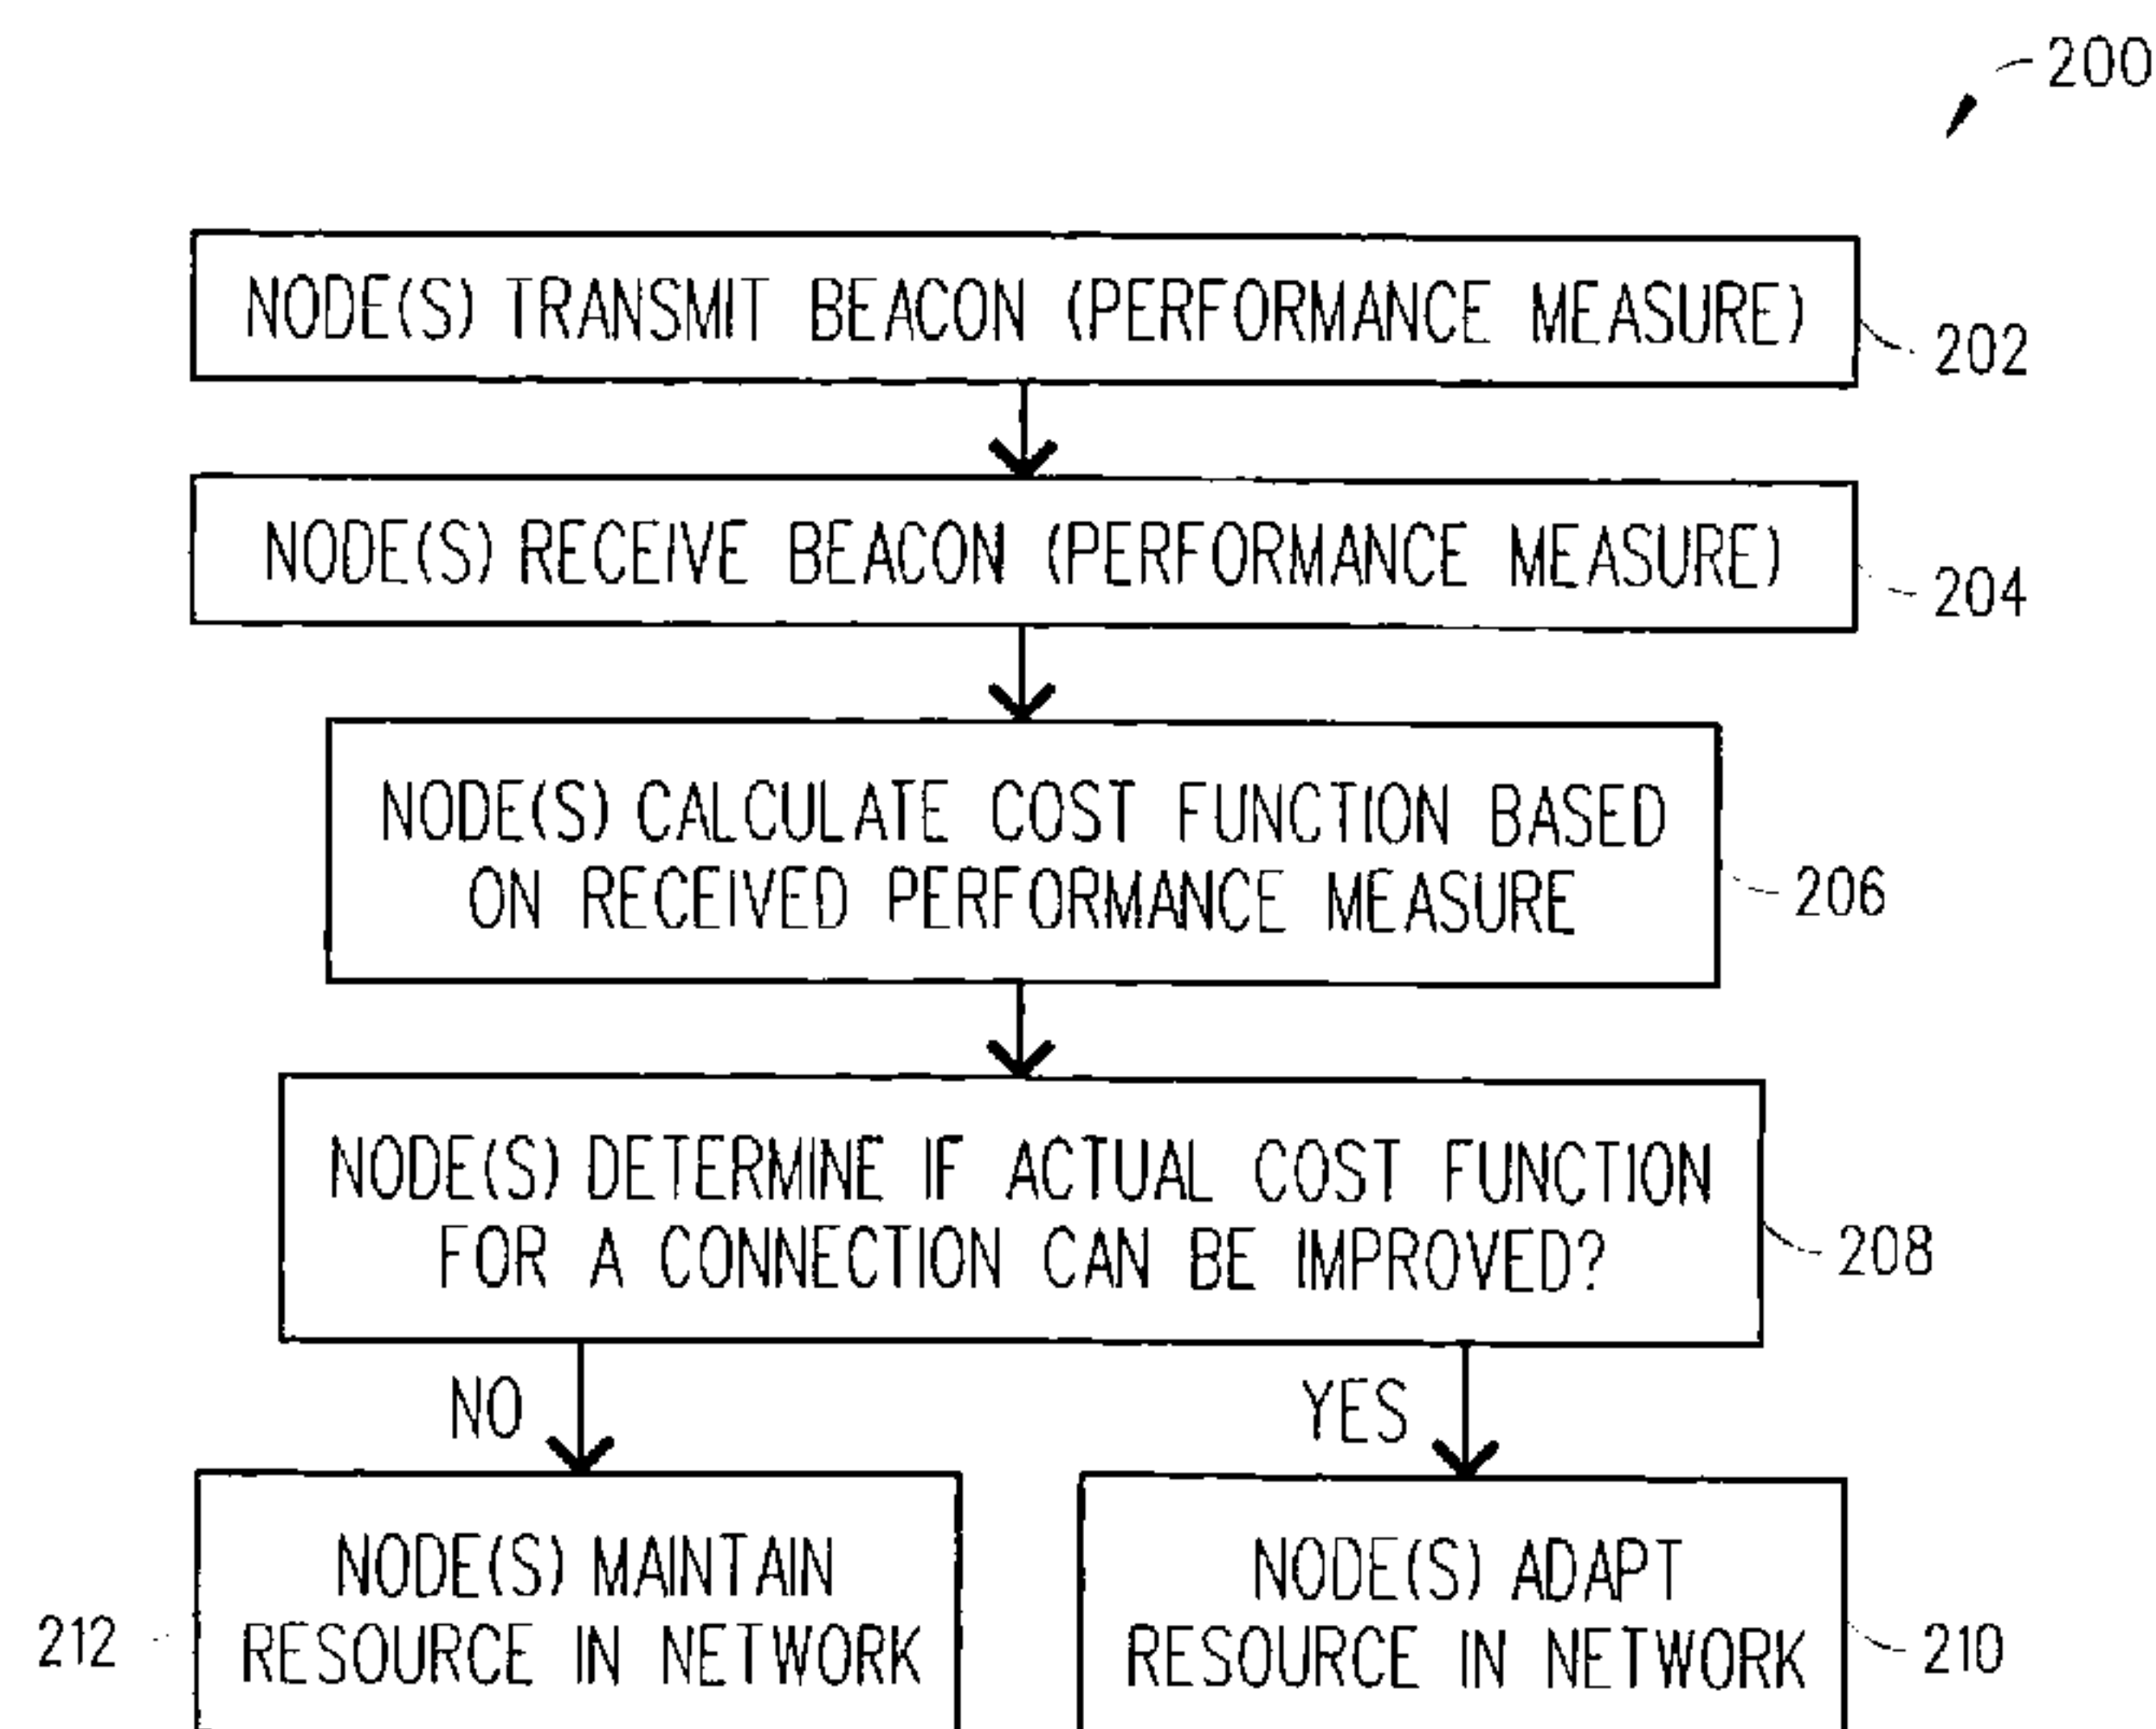 200
NODE(S) TRANSMIT BEACON (PERFORMANCE MEASURE)
202
NODE(S) RECEIVE BEACON (PERFORMANCE MEASURE)
204
NODE(S) CALCULATE COST FUNCTION BASED
ON RECEIVED PERFORMANCE MEASURE
206
NODE(S) DETERMINE IF ACTUAL COST FUNCTION
FOR A CONNECTION CAN BE IMPROVED?
208
NO
YES
212
NODE(S) MAINTAIN
RESOURCE IN NETWORK
NODE(S) ADAPT
RESOURCE IN NETWORK
210